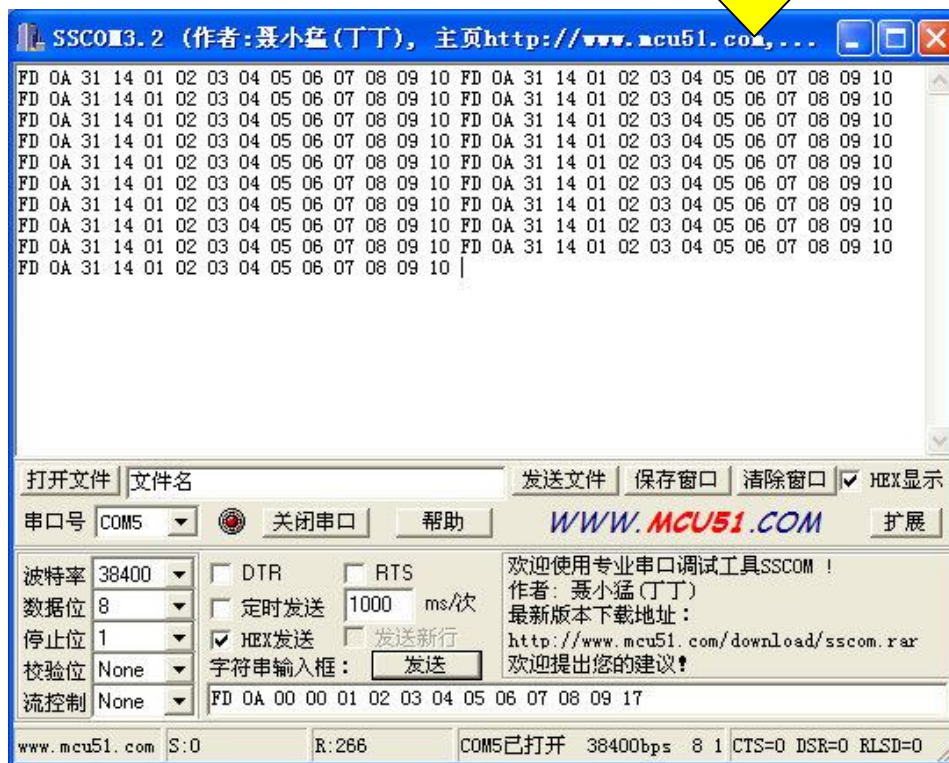 SSCOM3.2 (作者:聂小猛(丁丁), 主页http://www.mcu51.com,...
FD 0A 31 14 01 02 03 04 05 06 07 08 09 10 FD 0A 31 14 01 02 03 04 05 06 07 08 09 10
FD 0A 31 14 01 02 03 04 05 06 07 08 09 10 FD 0A 31 14 01 02 03 04 05 06 07 08 09 10
FD 0A 31 14 01 02 03 04 05 06 07 08 09 10 FD 0A 31 14 01 02 03 04 05 06 07 08 09 10
FD 0A 31 14 01 02 03 04 05 06 07 08 09 10 FD 0A 31 14 01 02 03 04 05 06 07 08 09 10
FD 0A 31 14 01 02 03 04 05 06 07 08 09 10 FD 0A 31 14 01 02 03 04 05 06 07 08 09 10
FD 0A 31 14 01 02 03 04 05 06 07 08 09 10 FD 0A 31 14 01 02 03 04 05 06 07 08 09 10
FD 0A 31 14 01 02 03 04 05 06 07 08 09 10 FD 0A 31 14 01 02 03 04 05 06 07 08 09 10
FD 0A 31 14 01 02 03 04 05 06 07 08 09 10 FD 0A 31 14 01 02 03 04 05 06 07 08 09 10
FD 0A 31 14 01 02 03 04 05 06 07 08 09 10 FD 0A 31 14 01 02 03 04 05 06 07 08 09 10
FD 0A 31 14 01 02 03 04 05 06 07 08 09 10
打开文件 文件名 发送文件 保存窗口 清除窗口 HEX显示
串口号 COM5 关闭串口 帮助 WWW.MCU51.COM 扩展
波特率 38400 DTR RTS
数据位 8 定时发送 1000 ms/次
停止位 1 HEX发送 发送新行
校验位 None 字符串输入框: 发送
流控制 None FD 0A 00 00 01 02 03 04 05 06 07 08 09 17
欢迎使用专业串口调试工具SSCOM !
作者: 聂小猛(丁丁)
最新版本下载地址:
http://www.mcu51.com/download/sscom.rar
欢迎提出您的建议!
www.mcu51.com S:0 R:266 COM5已打开 38400bps 8 1 CTS=0 DSR=0 RLSD=0